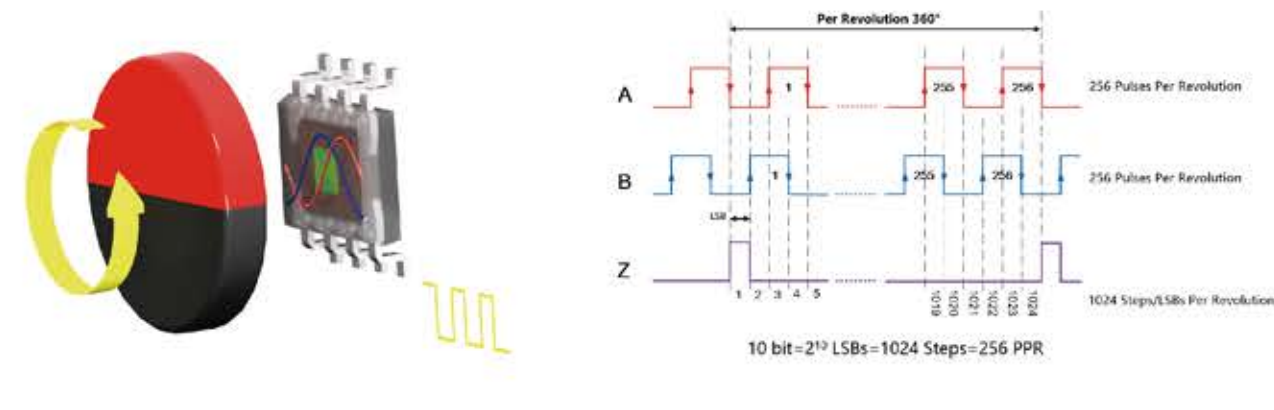 Per Revolution 360°
A
1
255
256
256 Pulses Per Revolution
B
1
255
256
256 Pulses Per Revolution
LSB
Z
1 2 3 4 5
1019 1020 1021 1022 1023 1024
1024 Steps/LSBs Per Revolution
10 bit=2¹⁰ LSBs=1024 Steps=256 PPR